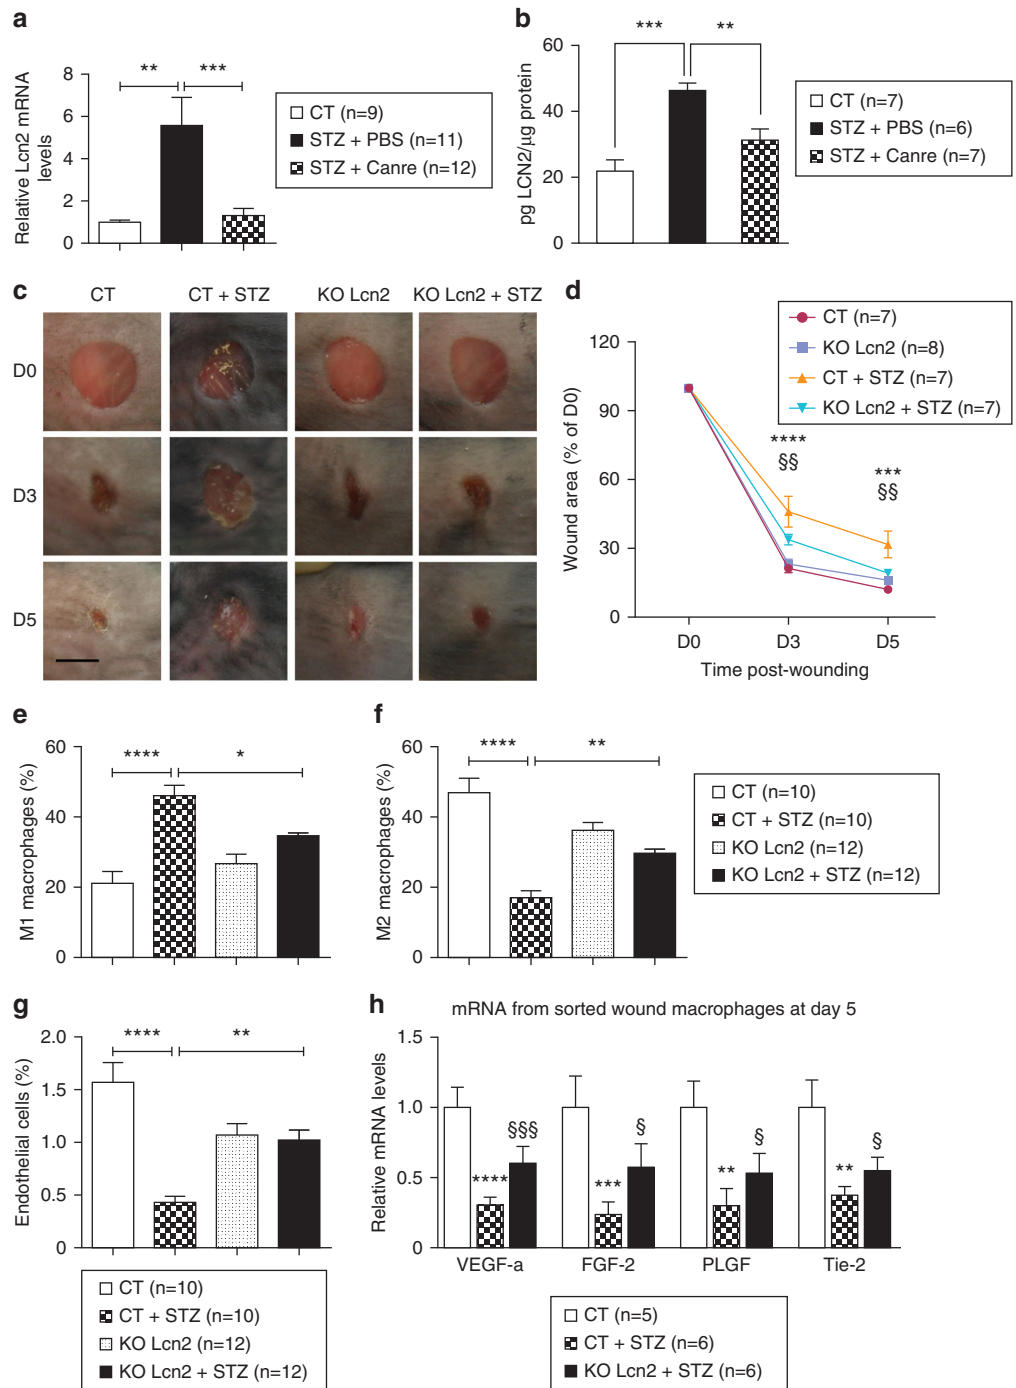 a
Relative Lcn2 mRNA
levels
8
6
4
2
0
** ***
CT (n=9)
STZ + PBS (n=11)
STZ + Canre (n=12)
b
pg LCN2/μg protein
60
40
20
0
*** **
CT (n=7)
STZ + PBS (n=6)
STZ + Canre (n=7)
c
CT CT + STZ KO Lcn2 KO Lcn2 + STZ
D0
D3
D5
d
Wound area (% of D0)
120
90
60
30
0
CT (n=7)
KO Lcn2 (n=8)
CT + STZ (n=7)
KO Lcn2 + STZ (n=7)
****
§§
***
§§
D0 D3 D5
Time post-wounding
e
M1 macrophages (%)
60
40
20
0
**** *
f
M2 macrophages (%)
60
40
20
0
**** **
CT (n=10)
CT + STZ (n=10)
KO Lcn2 (n=12)
KO Lcn2 + STZ (n=12)
g
Endothelial cells (%)
2.0
1.5
1.0
0.5
0
**** **
CT (n=10)
CT + STZ (n=10)
KO Lcn2 (n=12)
KO Lcn2 + STZ (n=12)
h
mRNA from sorted wound macrophages at day 5
Relative mRNA levels
1.5
1.0
0.5
0
**** §§§ *** § ** § ** §
VEGF-a FGF-2 PLGF Tie-2
CT (n=5)
CT + STZ (n=6)
KO Lcn2 + STZ (n=6)